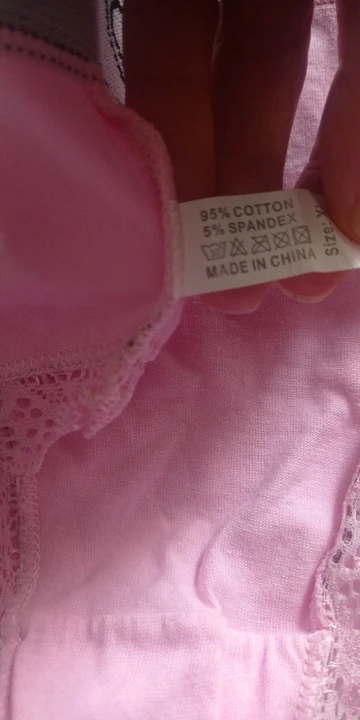 95% COTTON
5% SPANDEX
MADE IN CHINA
Size: